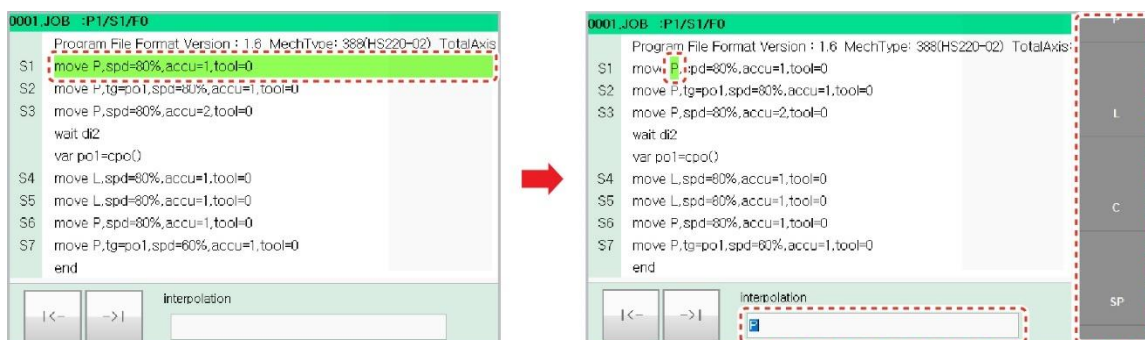 0001.JOB :P1/S1/F0
Program File Format Version : 1.6 MechType: 388(HS220-02) TotalAxis
S1 move P,spd=80%,accu=1,tool=0
S2 move P,tg=po1,spd=80%,accu=1,tool=0
S3 move P,spd=80%,accu=2,tool=0
wait di2
var po1=cpo()
S4 move L,spd=80%,accu=1,tool=0
S5 move L,spd=80%,accu=1,tool=0
S6 move P,spd=80%,accu=1,tool=0
S7 move P,tg=po1,spd=60%,accu=1,tool=0
end
interpolation
|<- ->|
0001.JOB :P1/S1/F0
Program File Format Version : 1.6 MechType: 388(HS220-02) TotalAxis:
S1 move P,spd=80%,accu=1,tool=0
S2 move P,tg=po1,spd=80%,accu=1,tool=0
S3 move P,spd=80%,accu=2,tool=0
wait di2
var po1=cpo()
S4 move L,spd=80%,accu=1,tool=0
S5 move L,spd=80%,accu=1,tool=0
S6 move P,spd=80%,accu=1,tool=0
S7 move P,tg=po1,spd=60%,accu=1,tool=0
end
interpolation
|<- ->|
P
P
L
C
SP